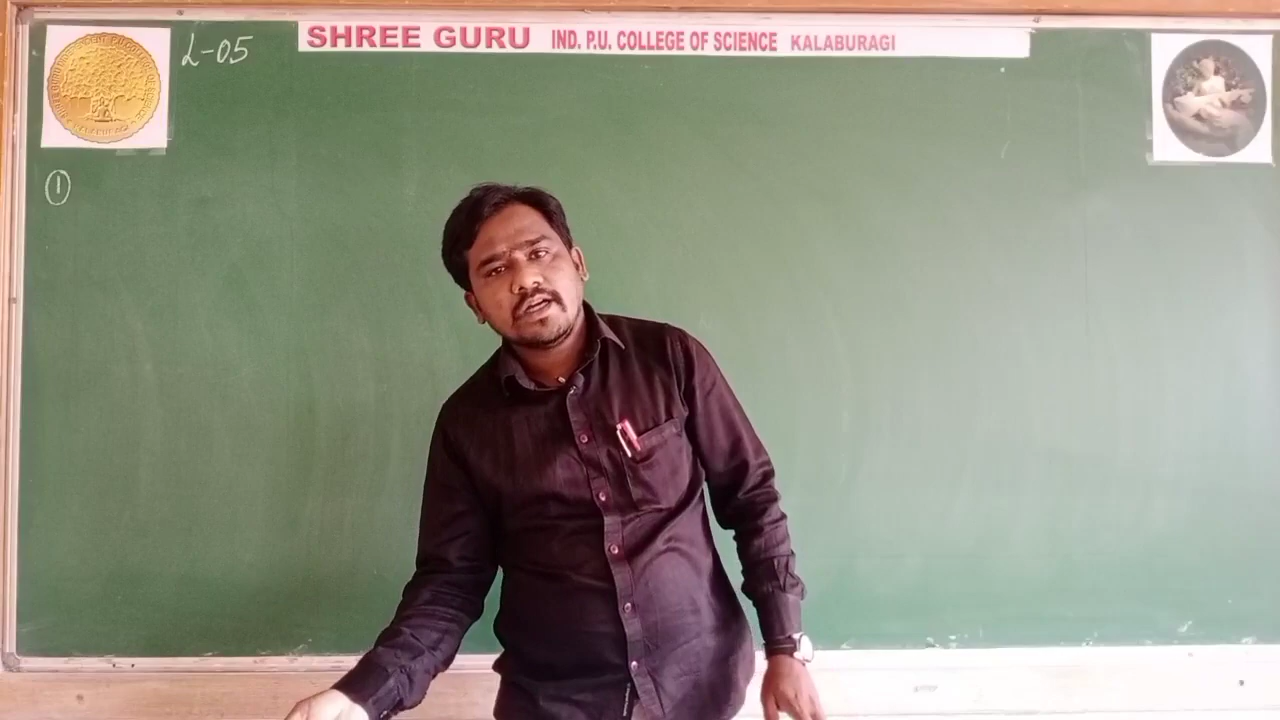 L-05
SHREE GURU IND. P.U. COLLEGE OF SCIENCE KALABURAGI
①